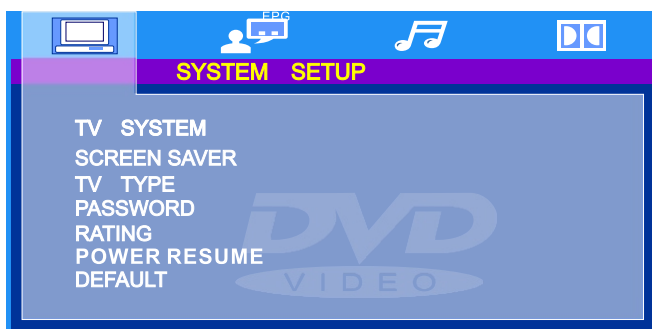 EPG
SYSTEM SETUP
TV SYSTEM
SCREEN SAVER
TV TYPE
PASSWORD
RATING
POWER RESUME
DEFAULT
DVD
VIDEO